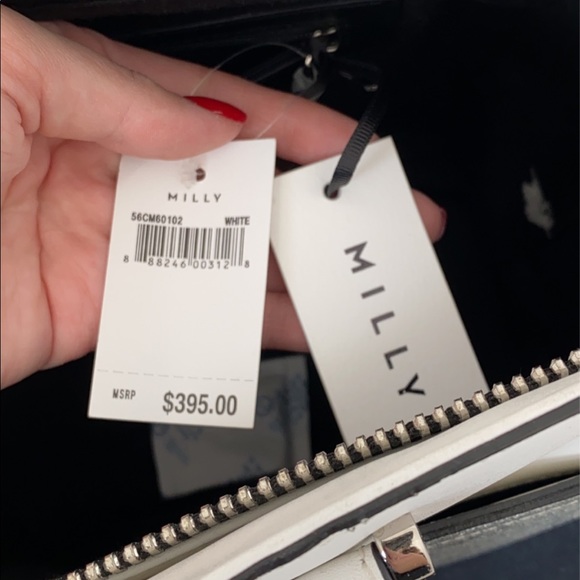 MILLY
56CM60102 WHITE
8 88246 00312 8
MSRP $395.00
MILLY